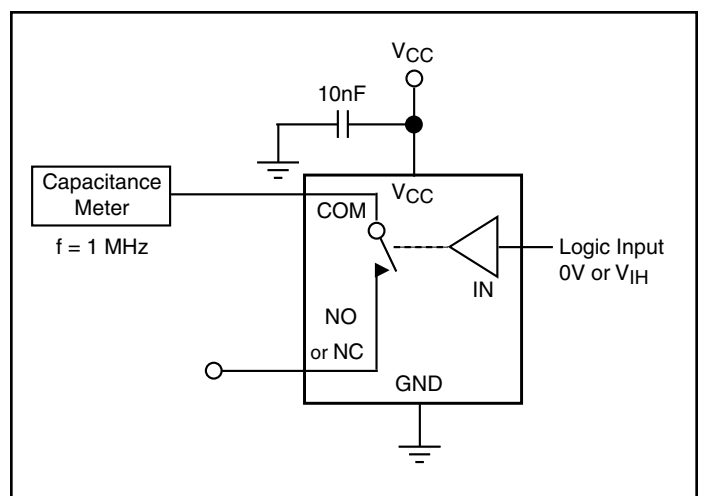 VCC
10nF
Capacitance
Meter
f = 1 MHz
VCC
COM
Logic Input
0V or VIH
IN
NO
or NC
GND